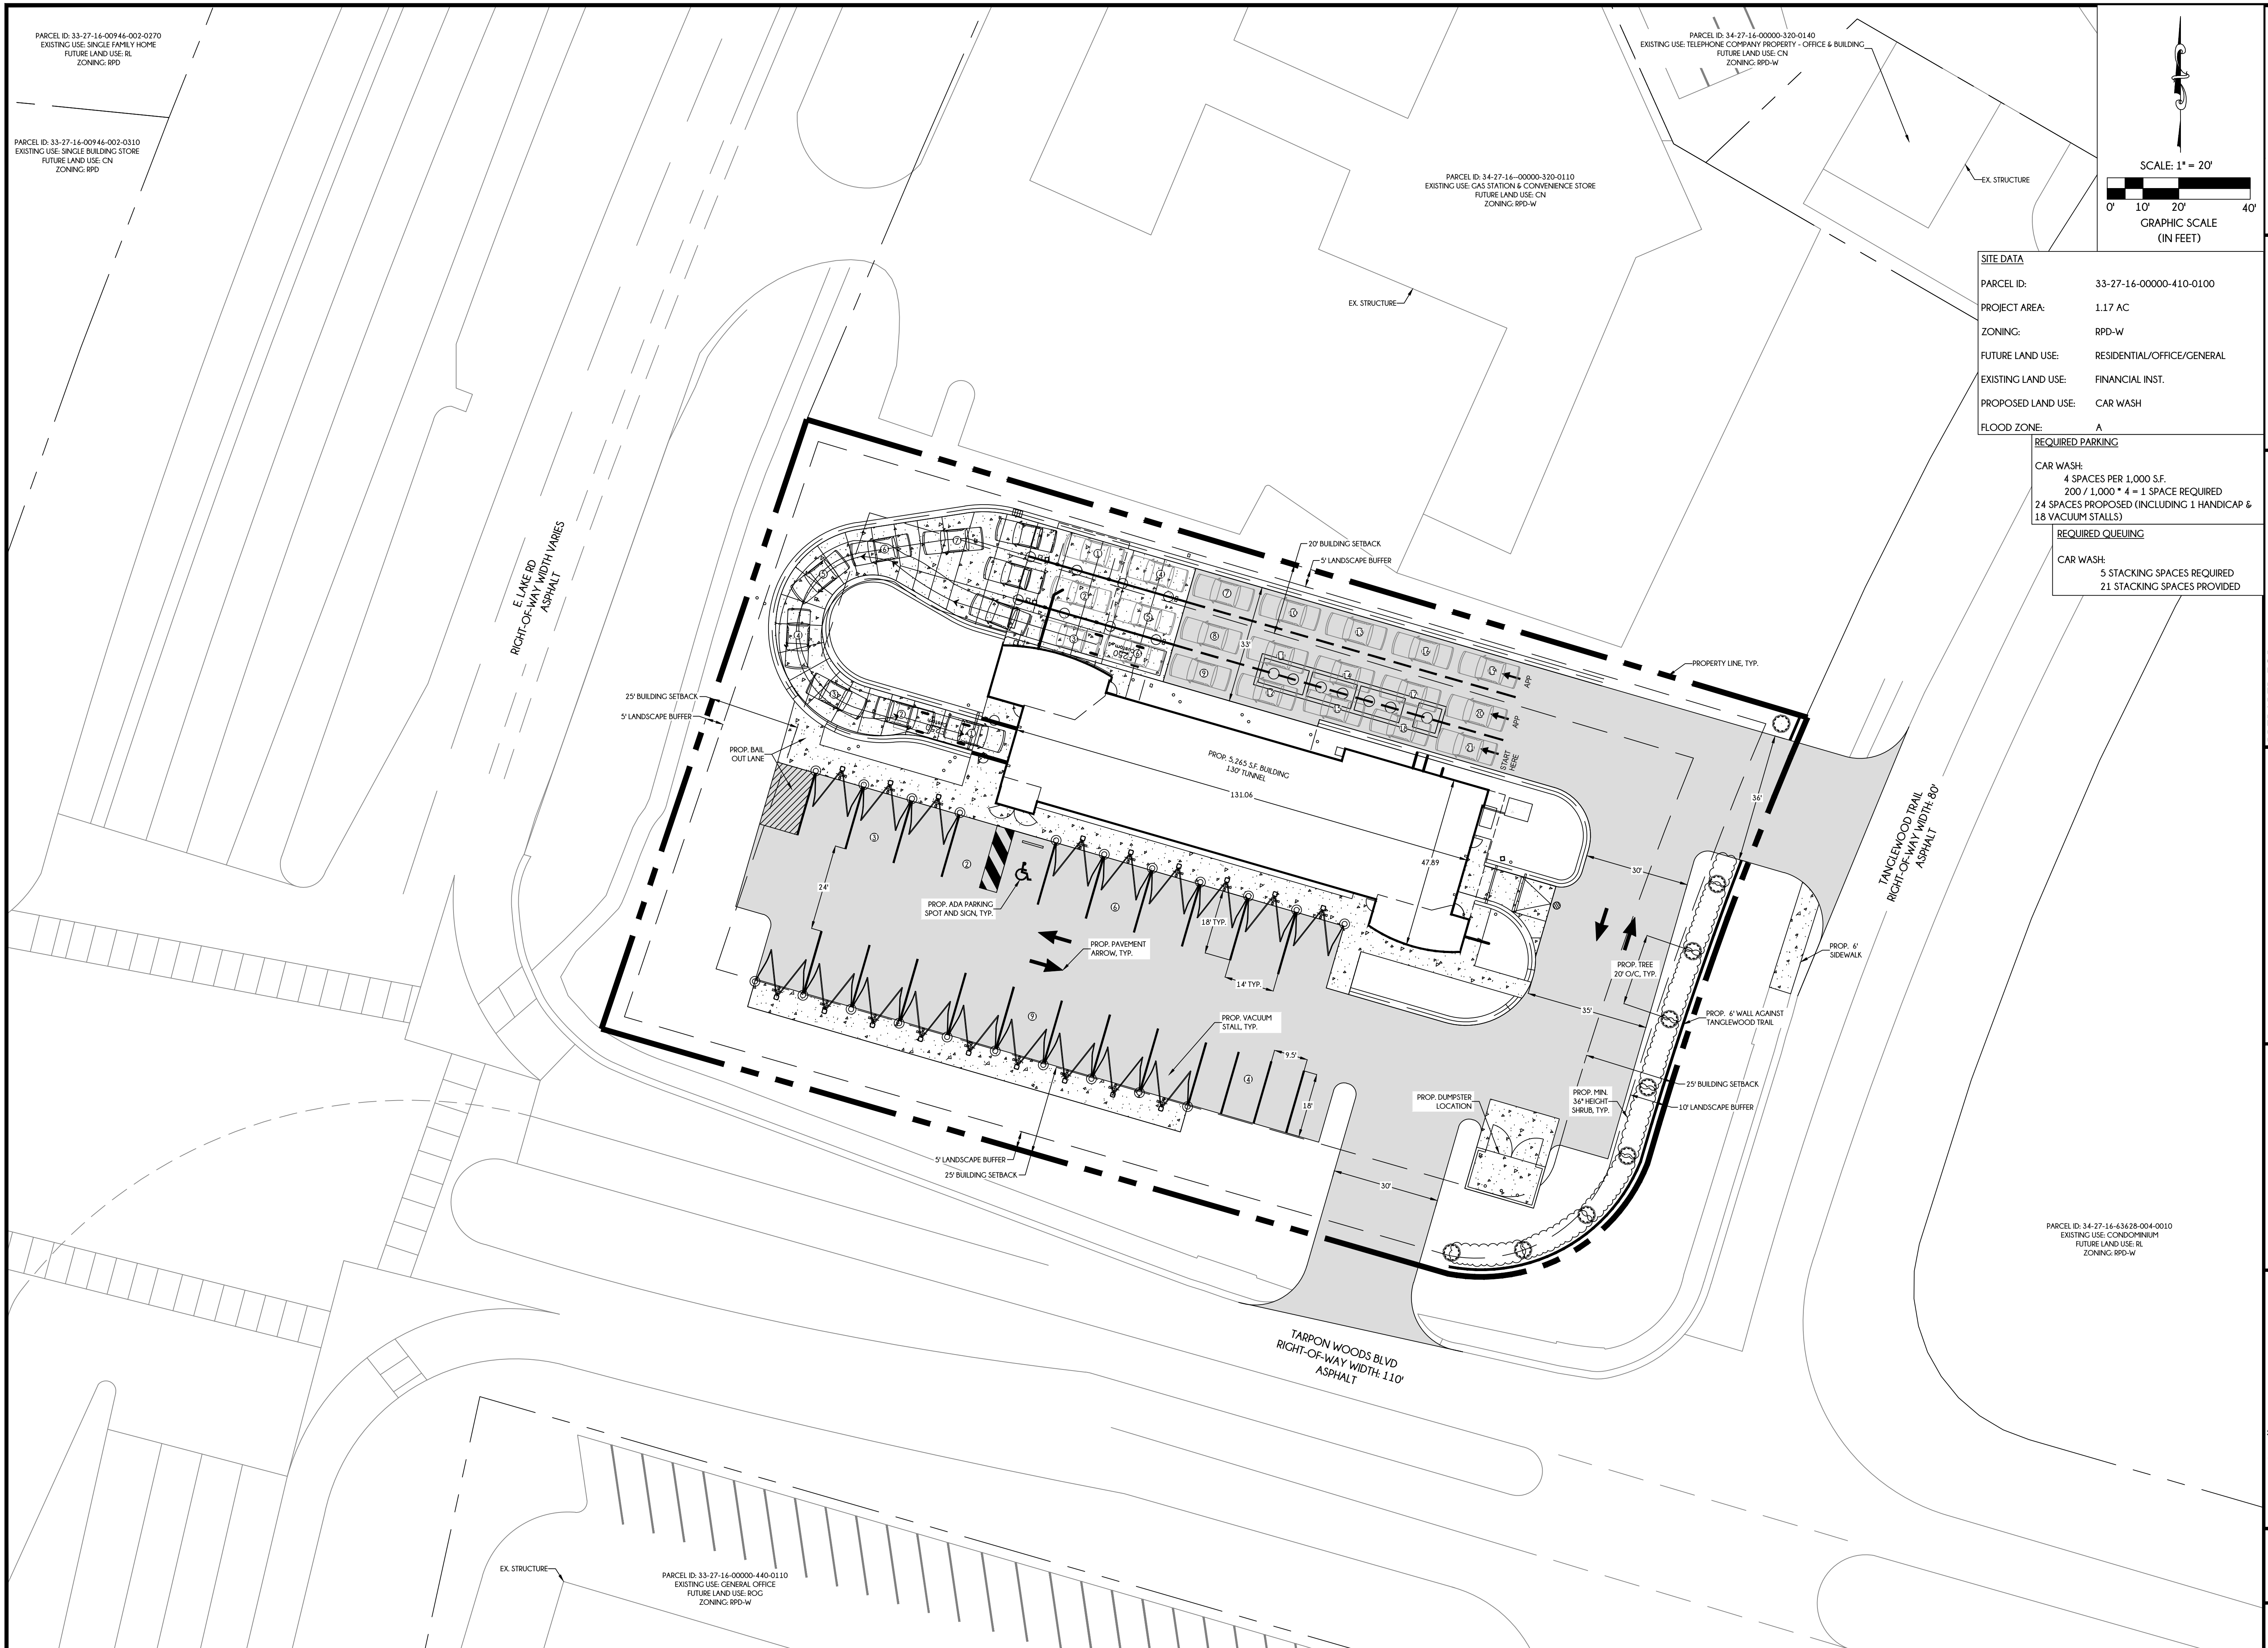 PARCEL ID: 33-27-16-00946-002-0270
EXISTING USE: SINGLE FAMILY HOME
FUTURE LAND USE: RL
ZONING: RPD
PARCEL ID: 33-27-16-00946-002-0310
EXISTING USE: SINGLE BUILDING STORE
FUTURE LAND USE: CN
ZONING: RPD
PARCEL ID: 34-27-16-00000-320-0140
EXISTING USE: TELEPHONE COMPANY PROPERTY - OFFICE & BUILDING
FUTURE LAND USE: CN
ZONING: RPD-W
EX. STRUCTURE
PARCEL ID: 34-27-16--00000-320-0110
EXISTING USE: GAS STATION & CONVENIENCE STORE
FUTURE LAND USE: CN
ZONING: RPD-W
EX. STRUCTURE
SCALE: 1" = 20'
0' 10' 20' 40'
GRAPHIC SCALE
(IN FEET)
SITE DATA
PARCEL ID: 33-27-16-00000-410-0100
PROJECT AREA: 1.17 AC
ZONING: RPD-W
FUTURE LAND USE: RESIDENTIAL/OFFICE/GENERAL
EXISTING LAND USE: FINANCIAL INST.
PROPOSED LAND USE: CAR WASH
FLOOD ZONE: A
REQUIRED PARKING
CAR WASH:
4 SPACES PER 1,000 S.F.
200 / 1,000 * 4 = 1 SPACE REQUIRED
24 SPACES PROPOSED (INCLUDING 1 HANDICAP &
18 VACUUM STALLS)
REQUIRED QUEUING
CAR WASH:
5 STACKING SPACES REQUIRED
21 STACKING SPACES PROVIDED
E. LAKE RD
RIGHT-OF-WAY WIDTH VARIES
ASPHALT
20' BUILDING SETBACK
5' LANDSCAPE BUFFER
PROPERTY LINE, TYP.
25' BUILDING SETBACK
5' LANDSCAPE BUFFER
PROP. BAIL
OUT LANE
33'
APP
APP
START
HERE
PROP. 5,265 S.F. BUILDING
130' TUNNEL
131.06
47.89
36'
30'
TANGLEWOOD TRAIL
RIGHT-OF-WAY WIDTH: 80'
ASPHALT
3
2
24'
PROP. ADA PARKING
SPOT AND SIGN, TYP.
6
18' TYP.
14' TYP.
PROP. PAVEMENT
ARROW, TYP.
PROP. TREE
20' O/C, TYP.
PROP. 6'
SIDEWALK
35'
PROP. 6' WALL AGAINST
TANGLEWOOD TRAIL
9
PROP. VACUUM
STALL, TYP.
9.5'
4
18'
25' BUILDING SETBACK
PROP. MIN.
36" HEIGHT
SHRUB, TYP.
10' LANDSCAPE BUFFER
PROP. DUMPSTER
LOCATION
5' LANDSCAPE BUFFER
25' BUILDING SETBACK
30'
PARCEL ID: 34-27-16-63628-004-0010
EXISTING USE: CONDOMINIUM
FUTURE LAND USE: RL
ZONING: RPD-W
TARPON WOODS BLVD
RIGHT-OF-WAY WIDTH: 110'
ASPHALT
EX. STRUCTURE
PARCEL ID: 33-27-16-00000-440-0110
EXISTING USE: GENERAL OFFICE
FUTURE LAND USE: ROG
ZONING: RPD-W